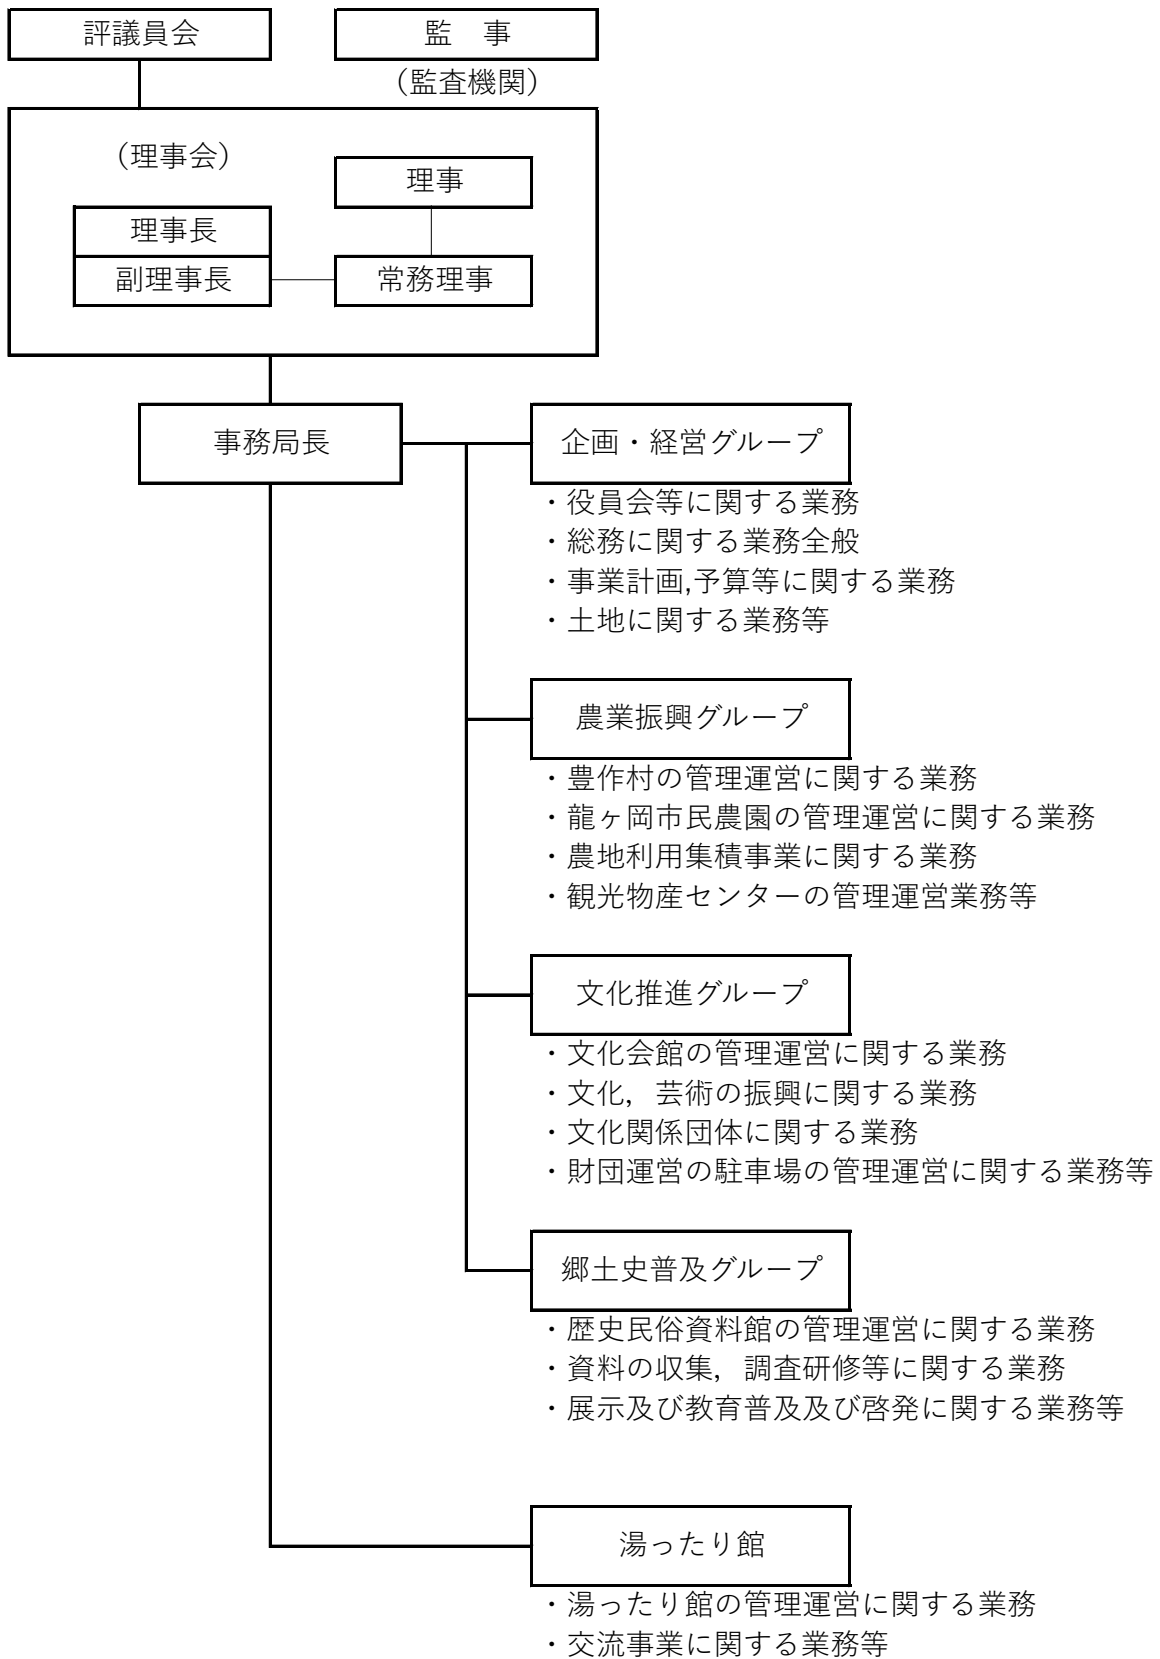 評議員会
監　事
（監査機関）
（理事会）
理事
理事長
副理事長
常務理事
事務局長
企画・経営グループ
・役員会等に関する業務
・総務に関する業務全般
・事業計画,予算等に関する業務
・土地に関する業務等
農業振興グループ
・豊作村の管理運営に関する業務
・龍ヶ岡市民農園の管理運営に関する業務
・農地利用集積事業に関する業務
・観光物産センターの管理運営業務等
文化推進グループ
・文化会館の管理運営に関する業務
・文化，芸術の振興に関する業務
・文化関係団体に関する業務
・財団運営の駐車場の管理運営に関する業務等
郷土史普及グループ
・歴史民俗資料館の管理運営に関する業務
・資料の収集，調査研修等に関する業務
・展示及び教育普及及び啓発に関する業務等
湯ったり館
・湯ったり館の管理運営に関する業務
・交流事業に関する業務等